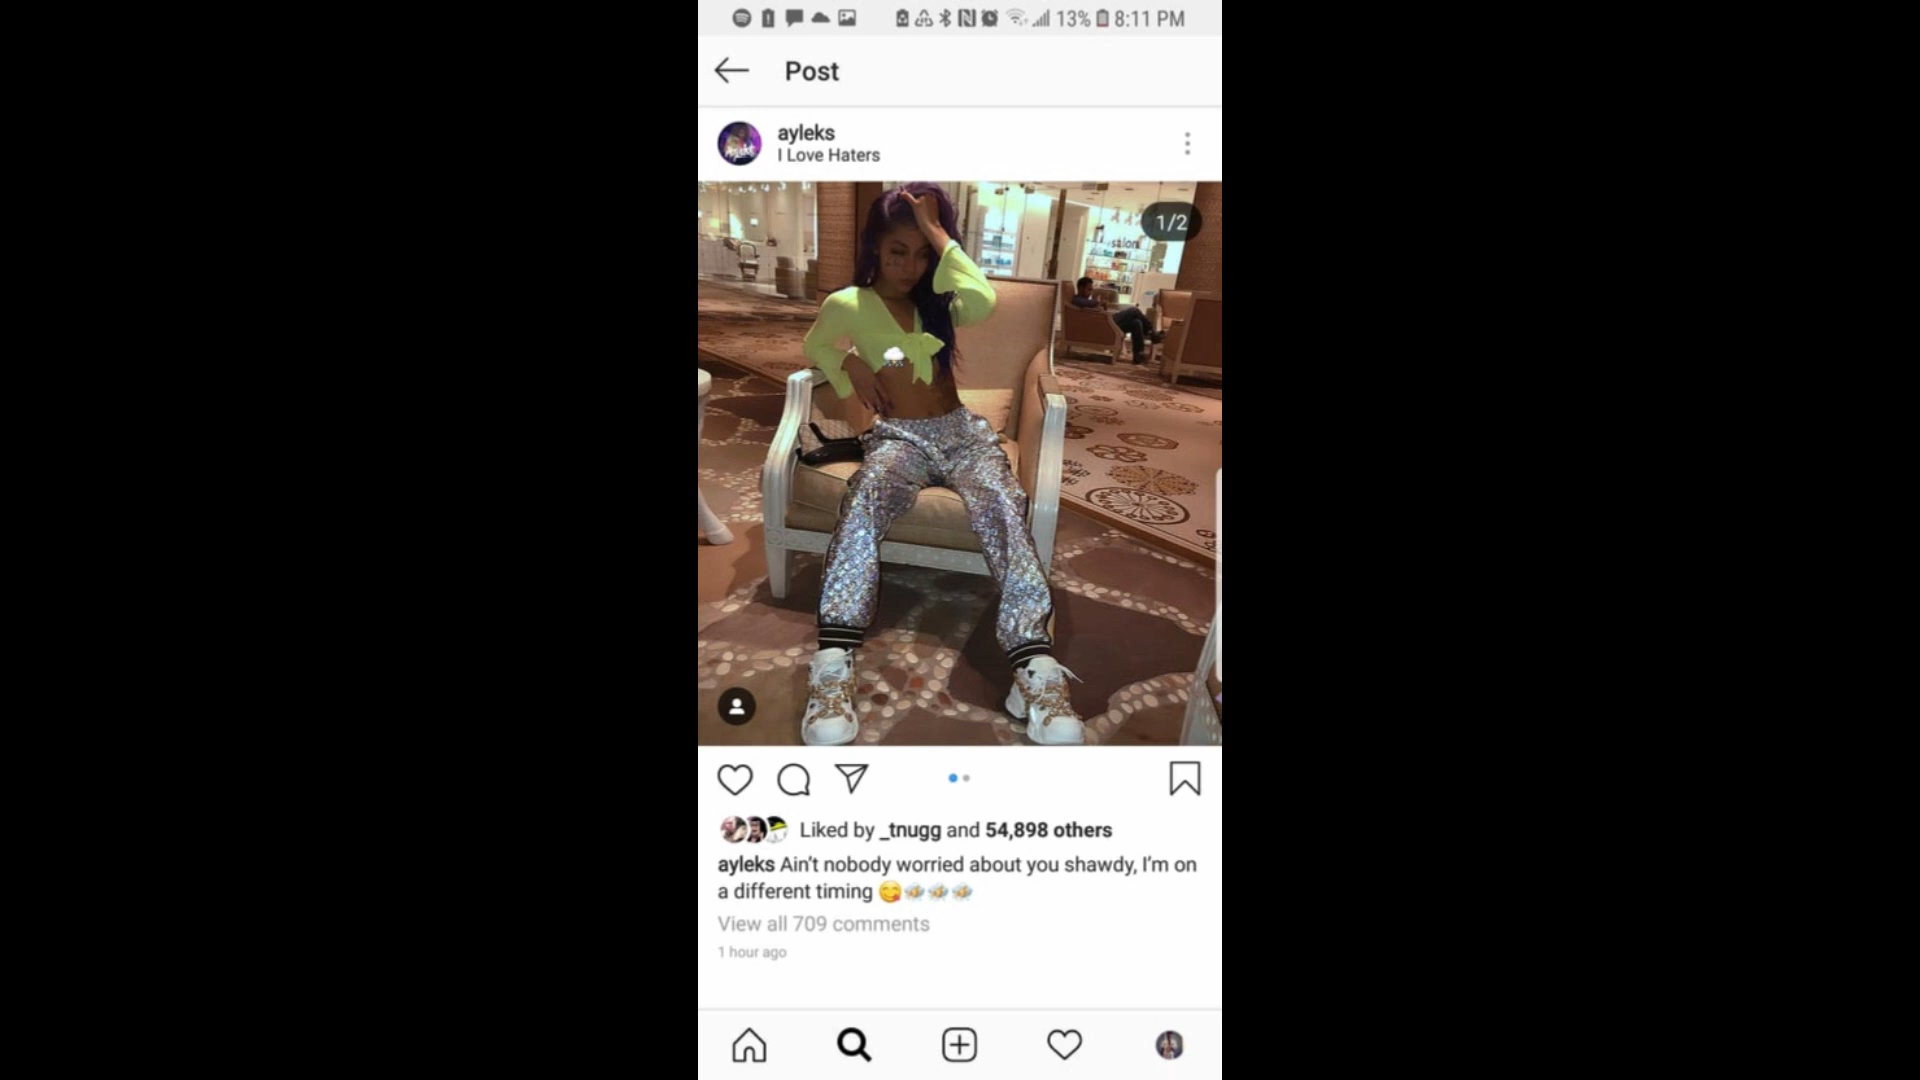 13% 8:11 PM
Post
ayleks
I Love Haters
1/2
salon
Liked by _tnugg and 54,898 others
ayleks Ain't nobody worried about you shawdy, I'm on
a different timing 😋🐝🐝🐝
View all 709 comments
1 hour ago